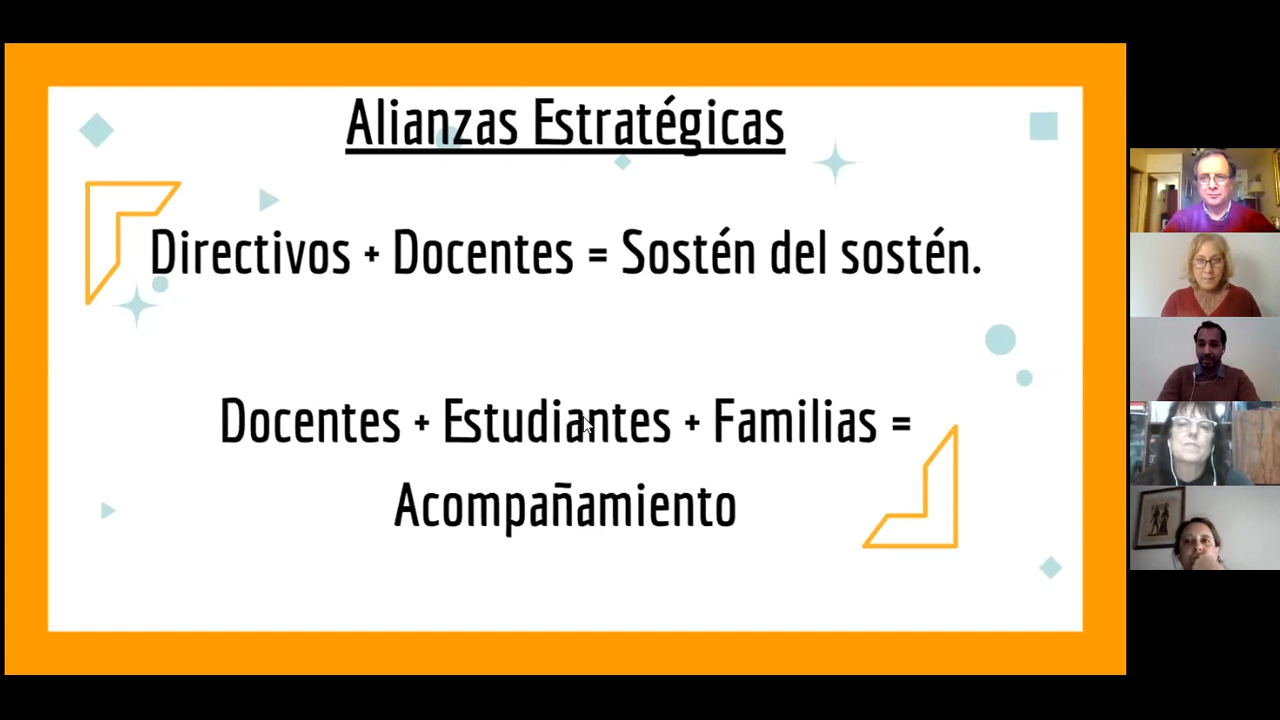 Alianzas Estratégicas
Directivos + Docentes = Sostén del sostén.
Docentes + Estudiantes + Familias =
Acompañamiento